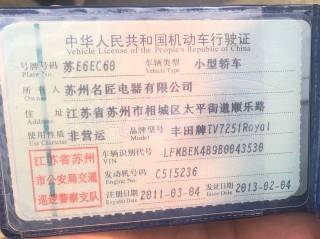 中华人民共和国机动车行驶证
Vehicle License of the People's Republic of China
号牌号码 苏E6EC60 车辆类型 小型轿车
Plate No. Vehicle Type
所有人 苏州名匠电器有限公司
Owner
住址 江苏省苏州市相城区太平街道顺乐路
Address
使用性质 非营运 品牌型号 丰田牌TV7251Royal
Use Character Model
江苏省苏州
市公安局交通
巡逻警察支队
车辆识别代号 LFMBEK4B9B0043530
VIN
发动机号码 C515236
Engine No.
注册日期 2011-03-04 发证日期 2013-02-04
Register Date Issue Date